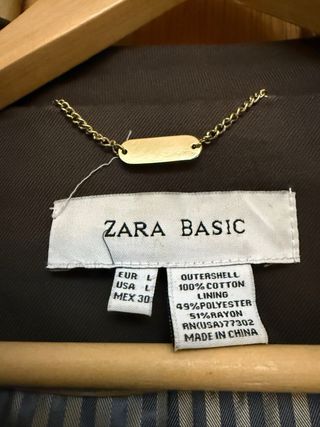 ZARA BASIC
EUR L
USA L
MEX 30
OUTERSHELL
100% COTTON
LINING
49%POLYESTER
51%RAYON
RN(USA)77302
MADE IN CHINA